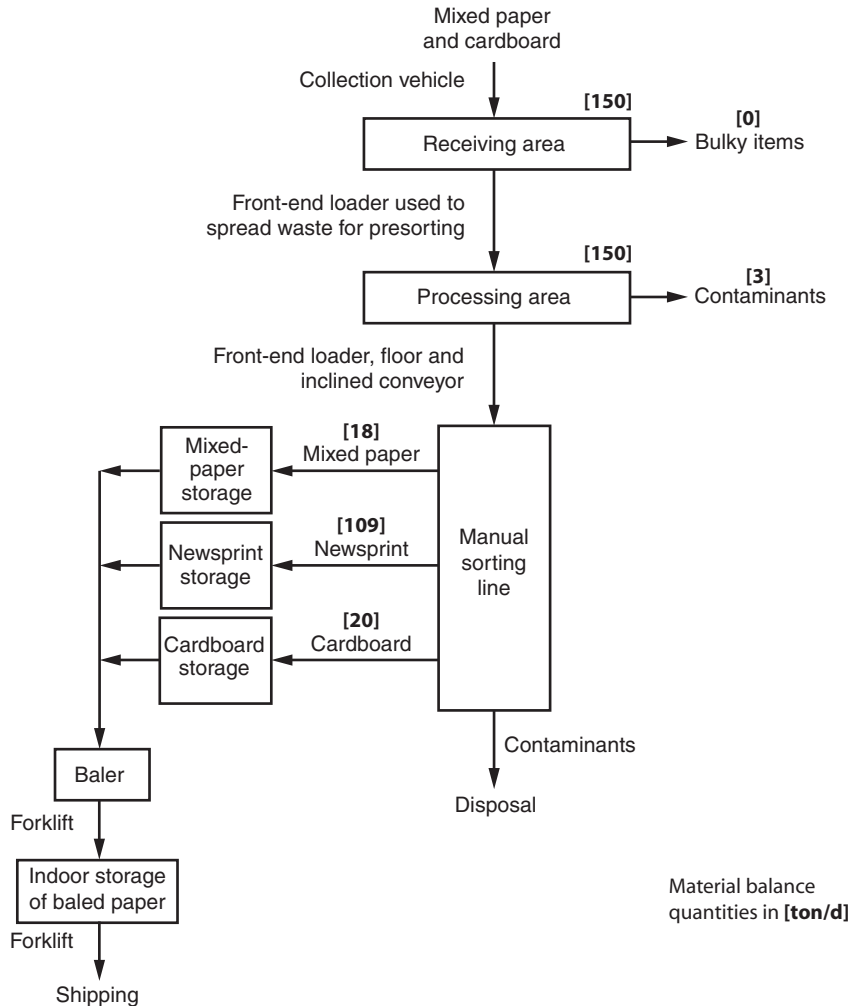 Mixed paper
and cardboard
Collection vehicle
[150]
[0]
Receiving area
Bulky items
Front-end loader used to
spread waste for presorting
[150]
[3]
Processing area
Contaminants
Front-end loader, floor and
inclined conveyor
Mixed-
paper
storage
[18]
Mixed paper
Newsprint
storage
[109]
Newsprint
Manual
sorting
line
Cardboard
storage
[20]
Cardboard
Contaminants
Disposal
Baler
Forklift
Indoor storage
of baled paper
Forklift
Shipping
Material balance
quantities in [ton/d]